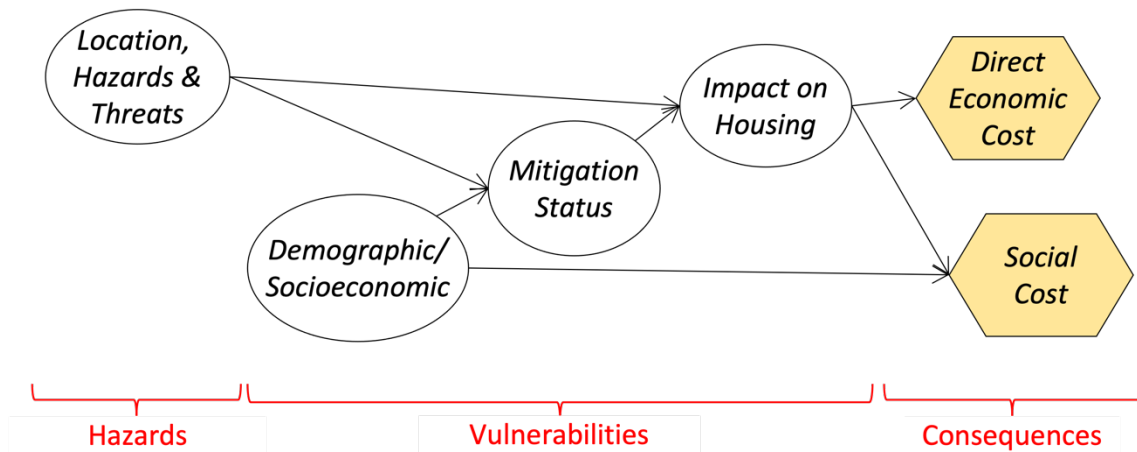 Location,
Hazards &
Threats
Impact on
Housing
Direct
Economic
Cost
Mitigation
Status
Demographic/
Socioeconomic
Social
Cost
Hazards
Vulnerabilities
Consequences